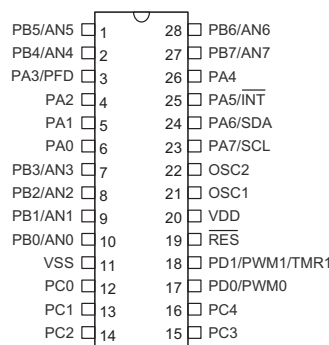 PB5/AN5 1 28 PB6/AN6
PB4/AN4 2 27 PB7/AN7
PA3/PFD 3 26 PA4
PA2 4 25 PA5/INT
PA1 5 24 PA6/SDA
PA0 6 23 PA7/SCL
PB3/AN3 7 22 OSC2
PB2/AN2 8 21 OSC1
PB1/AN1 9 20 VDD
PB0/AN0 10 19 RES
VSS 11 18 PD1/PWM1/TMR1
PC0 12 17 PD0/PWM0
PC1 13 16 PC4
PC2 14 15 PC3